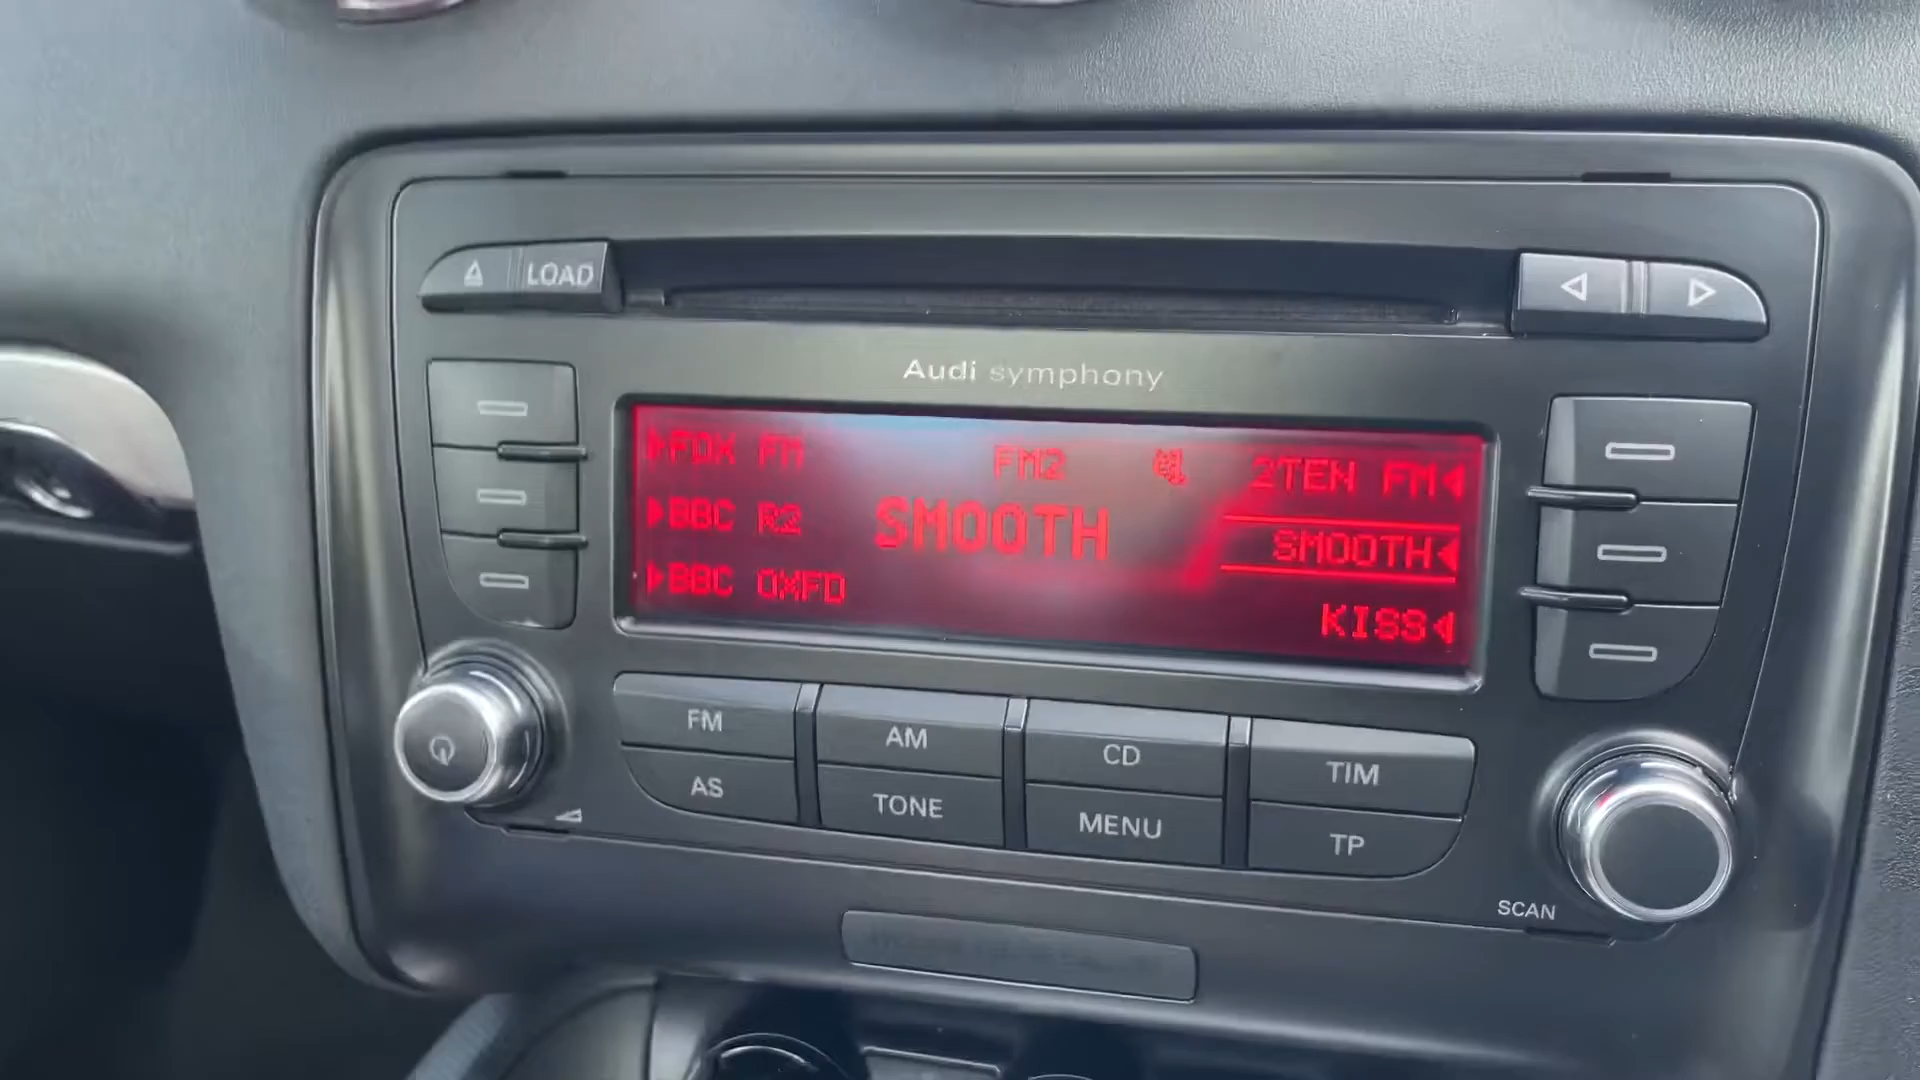 LOAD
Audi symphony
FOX FM
FM2
2TEN FM
BBC R2
SMOOTH
SMOOTH
BBC OXFD
KISS
FM
AM
CD
TIM
AS
TONE
MENU
TP
SCAN